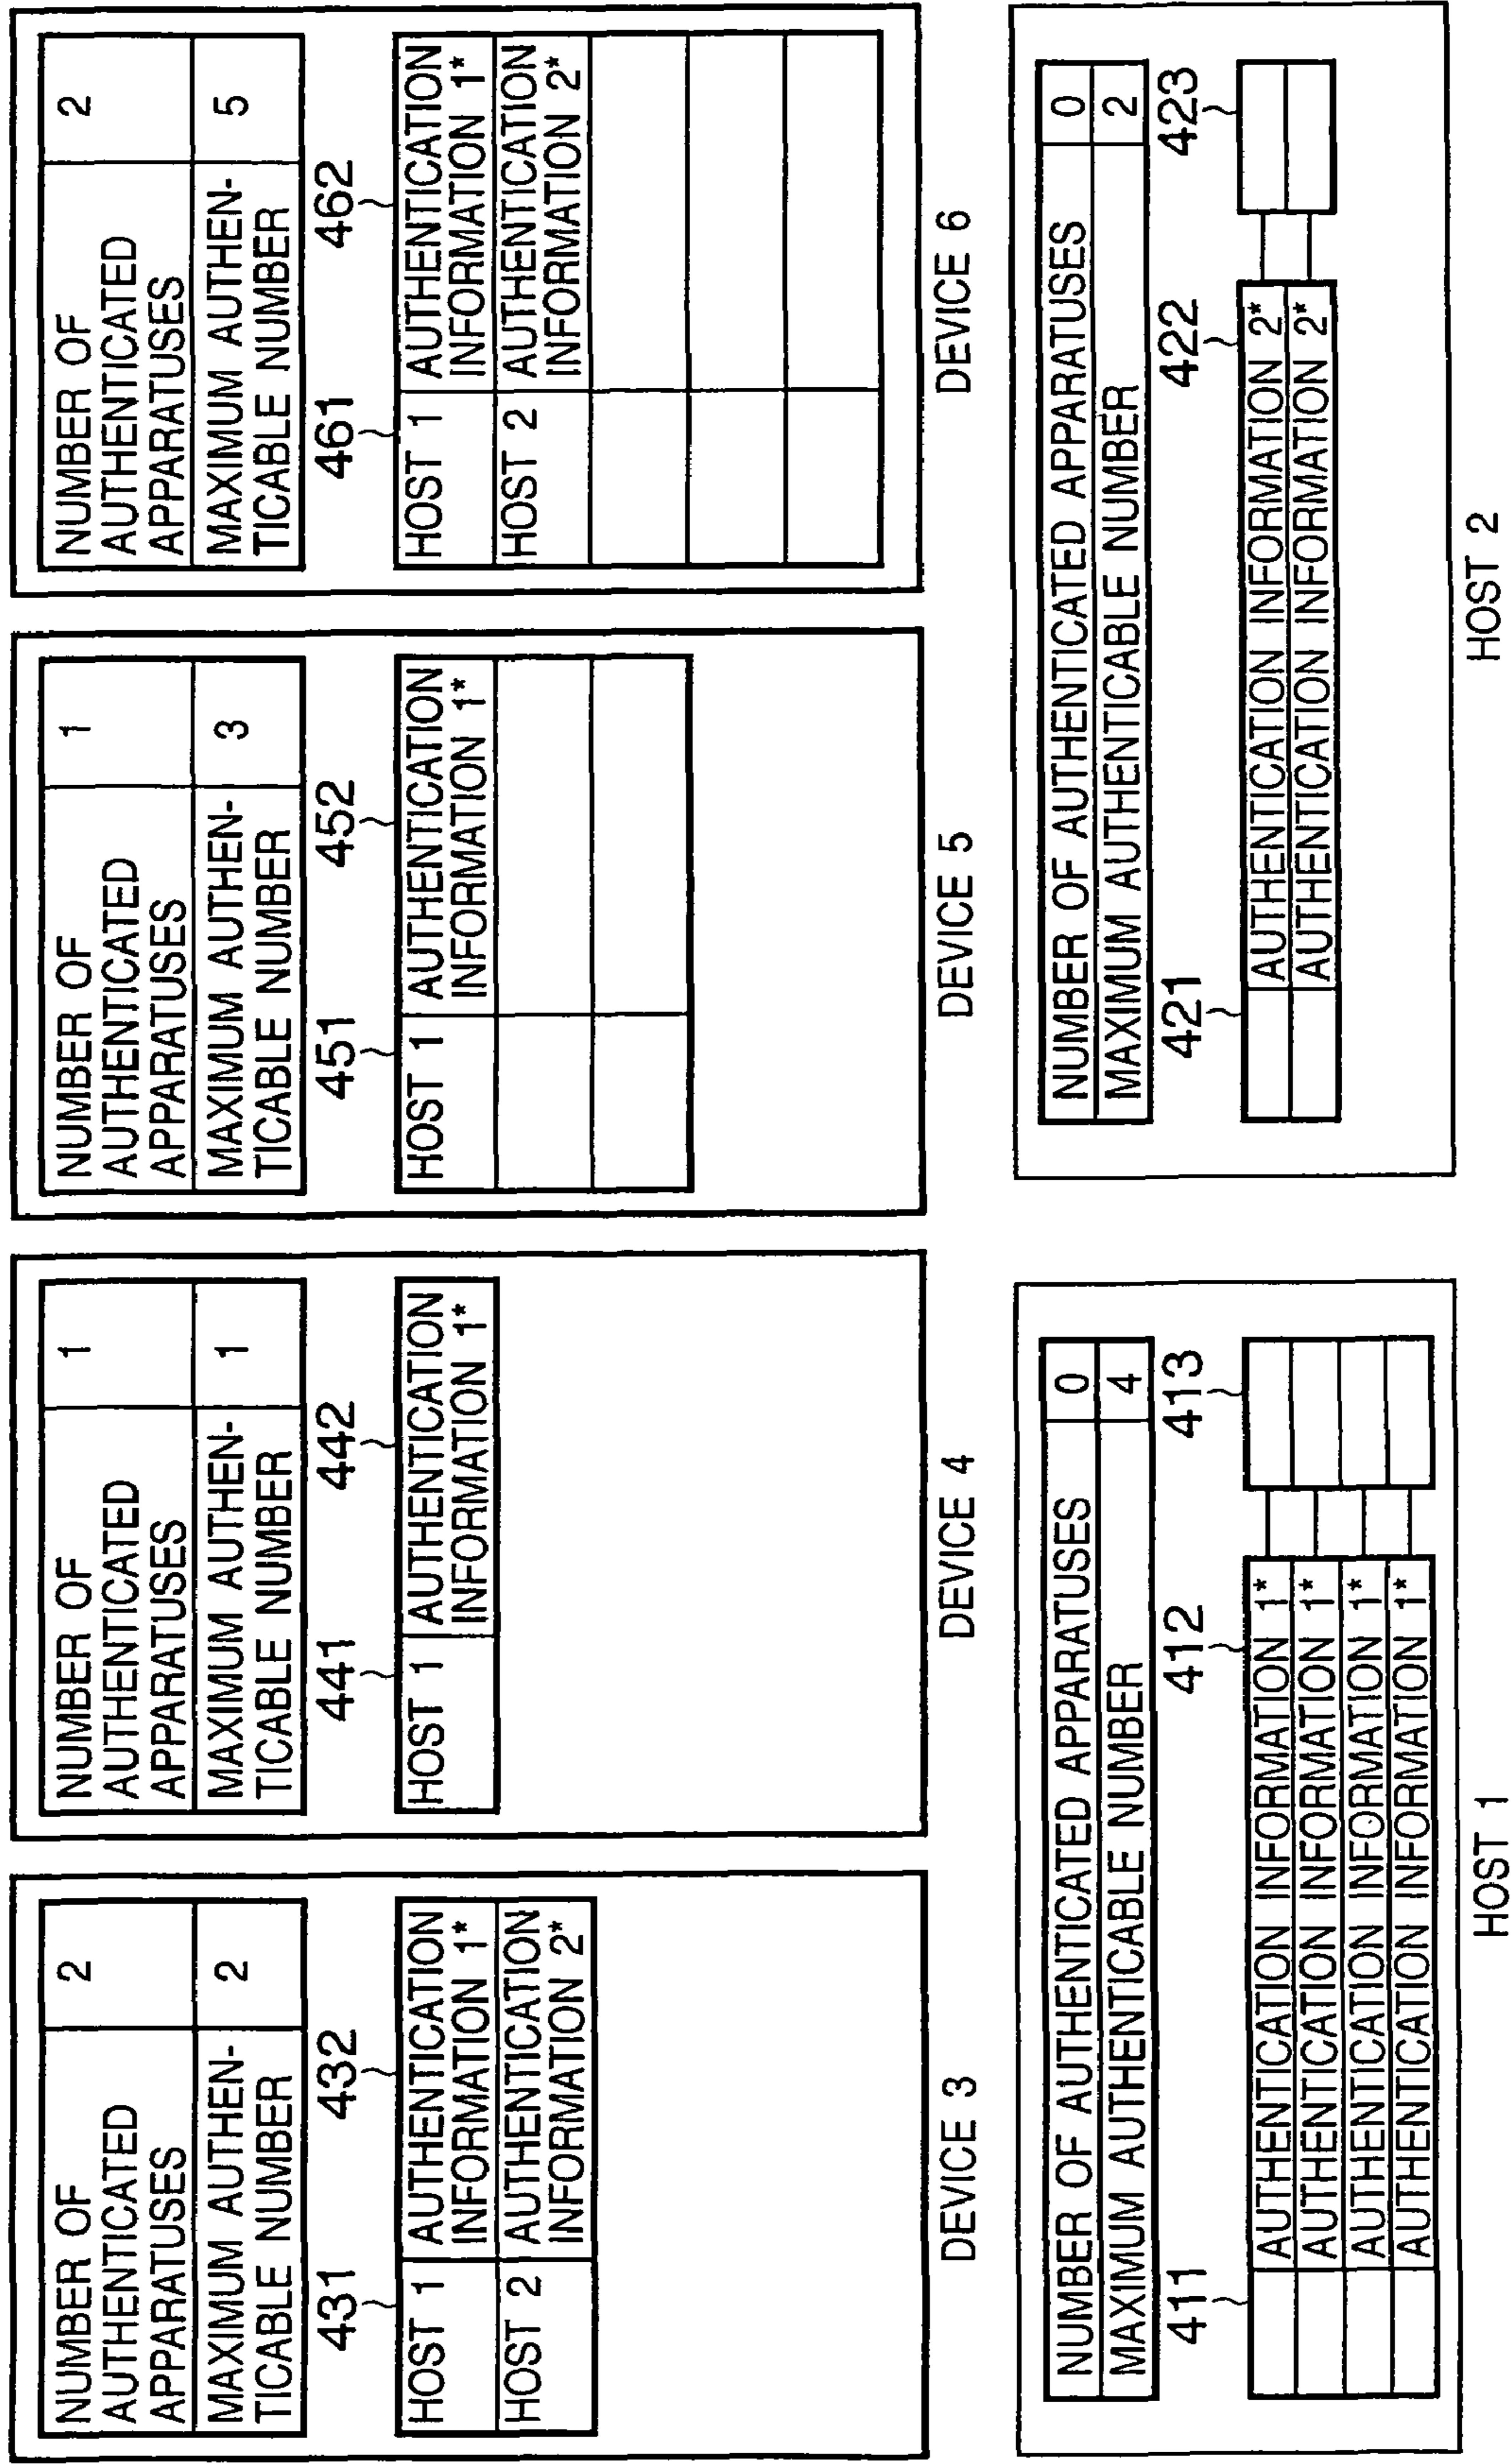 NUMBER OF
AUTHENTICATED
APPARATUSES
2
MAXIMUM AUTHEN-
TICABLE NUMBER
2
431
432
HOST 1
AUTHENTICATION
INFORMATION 1*
HOST 2
AUTHENTICATION
INFORMATION 2*
DEVICE 3
NUMBER OF
AUTHENTICATED
APPARATUSES
1
MAXIMUM AUTHEN-
TICABLE NUMBER
1
441
442
HOST 1
AUTHENTICATION
INFORMATION 1*
DEVICE 4
NUMBER OF
AUTHENTICATED
APPARATUSES
1
MAXIMUM AUTHEN-
TICABLE NUMBER
3
451
452
HOST 1
AUTHENTICATION
INFORMATION 1*
DEVICE 5
NUMBER OF
AUTHENTICATED
APPARATUSES
2
MAXIMUM AUTHEN-
TICABLE NUMBER
5
461
462
HOST 1
AUTHENTICATION
INFORMATION 1*
HOST 2
AUTHENTICATION
INFORMATION 2*
DEVICE 6
NUMBER OF AUTHENTICATED APPARATUSES 0
MAXIMUM AUTHENTICABLE NUMBER 4
411
412
413
AUTHENTICATION INFORMATION 1*
AUTHENTICATION INFORMATION 1*
AUTHENTICATION INFORMATION 1*
AUTHENTICATION INFORMATION 1*
HOST 1
NUMBER OF AUTHENTICATED APPARATUSES 0
MAXIMUM AUTHENTICABLE NUMBER 2
421
422
423
AUTHENTICATION INFORMATION 2*
AUTHENTICATION INFORMATION 2*
HOST 2